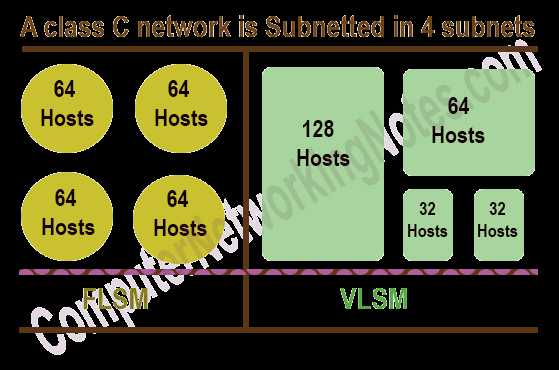 A class C network is Subnetted in 4 subnets
64
Hosts
64
Hosts
64
Hosts
64
Hosts
FLSM
128
Hosts
64
Hosts
32
Hosts
32
Hosts
VLSM
ComputerNetworkingNotes.com